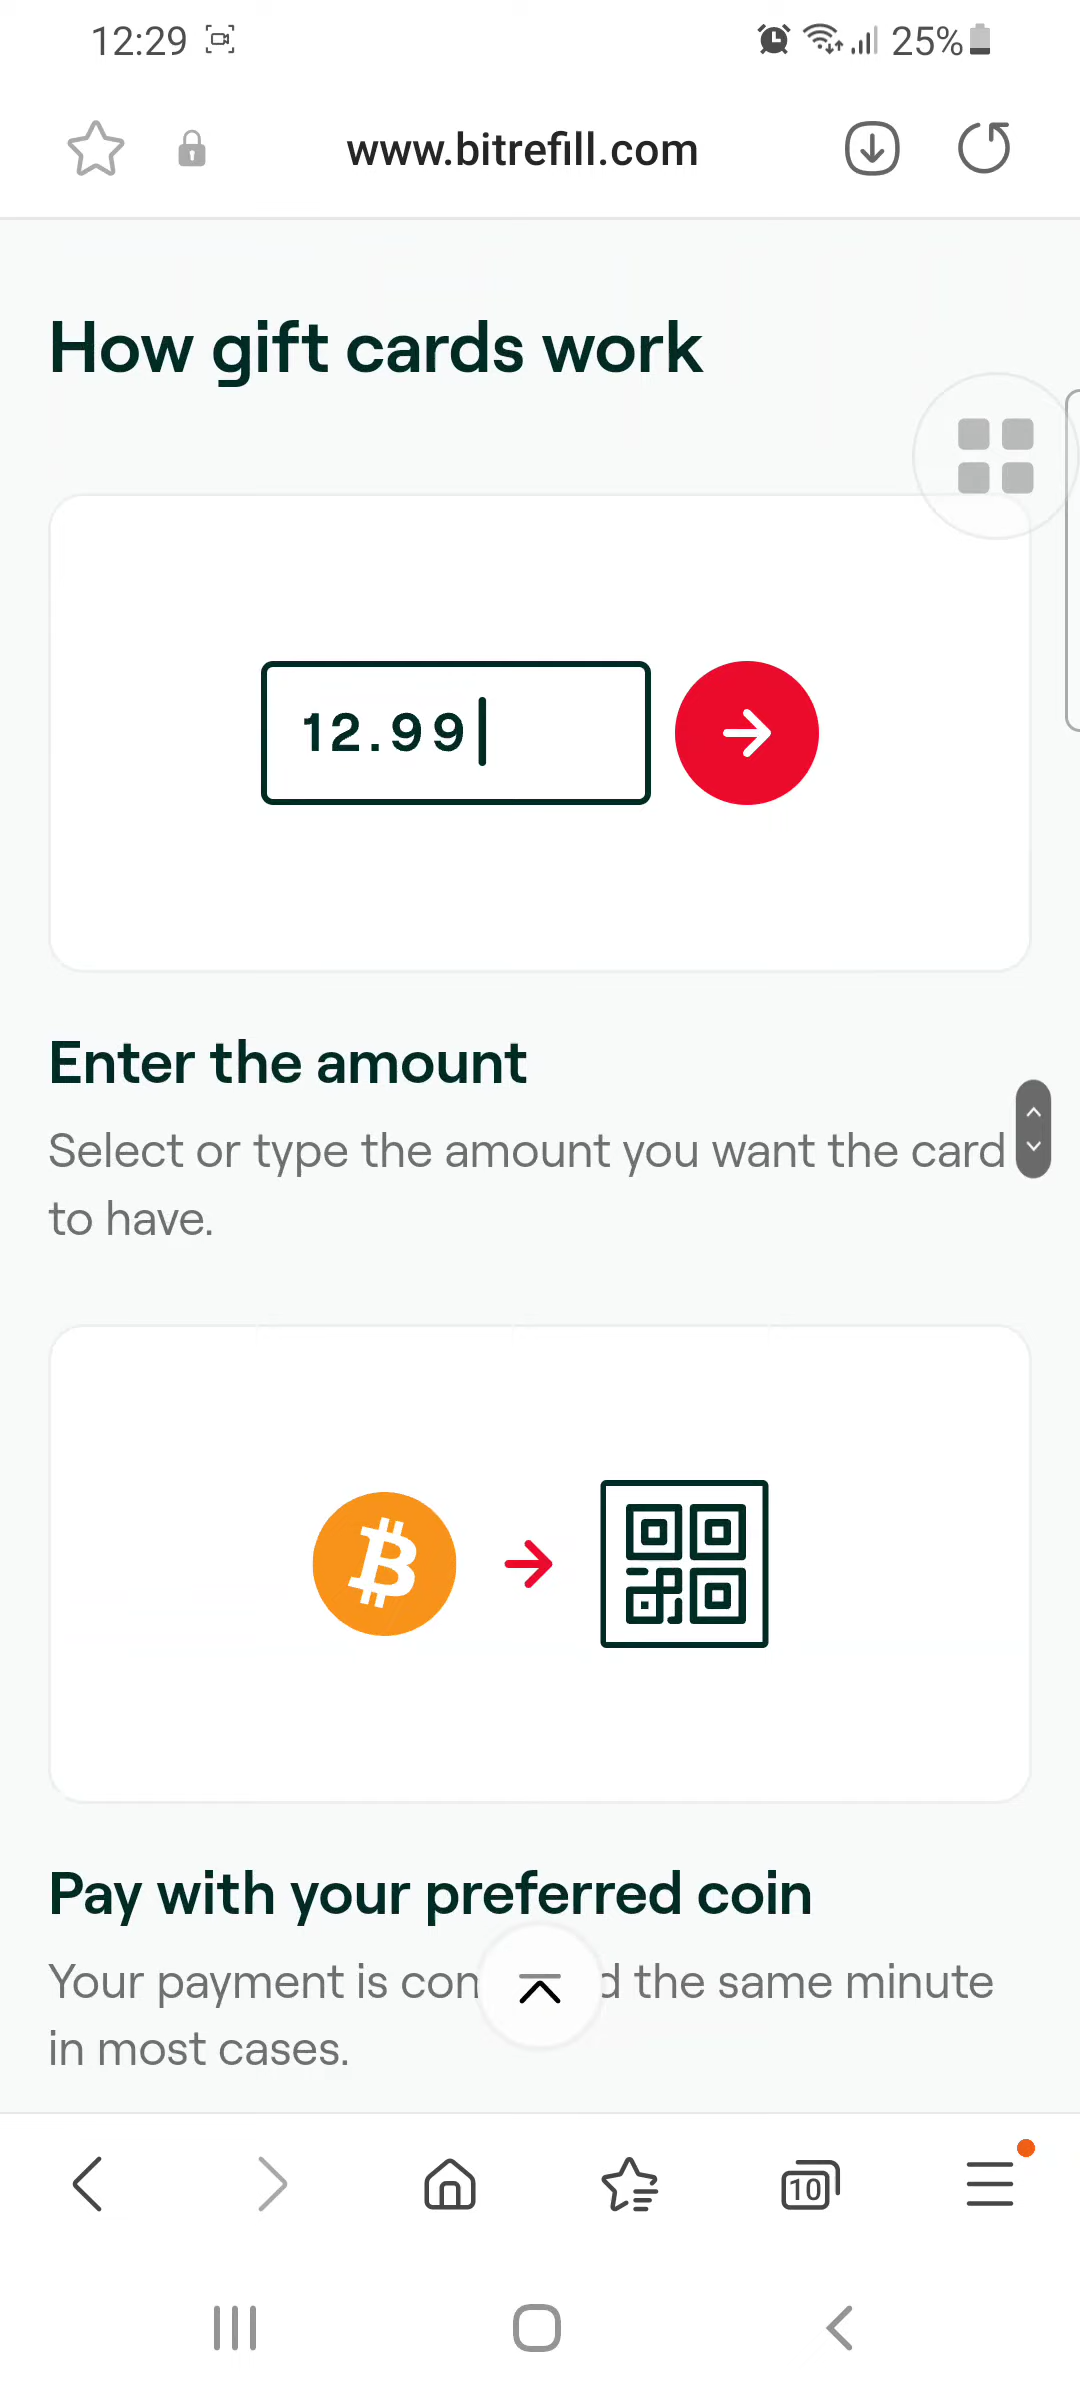 12:29
25%
www.bitrefill.com
How gift cards work
12.99
Enter the amount
Select or type the amount you want the card
to have.
Pay with your preferred coin
Your payment is the same minute
in most cases.
10